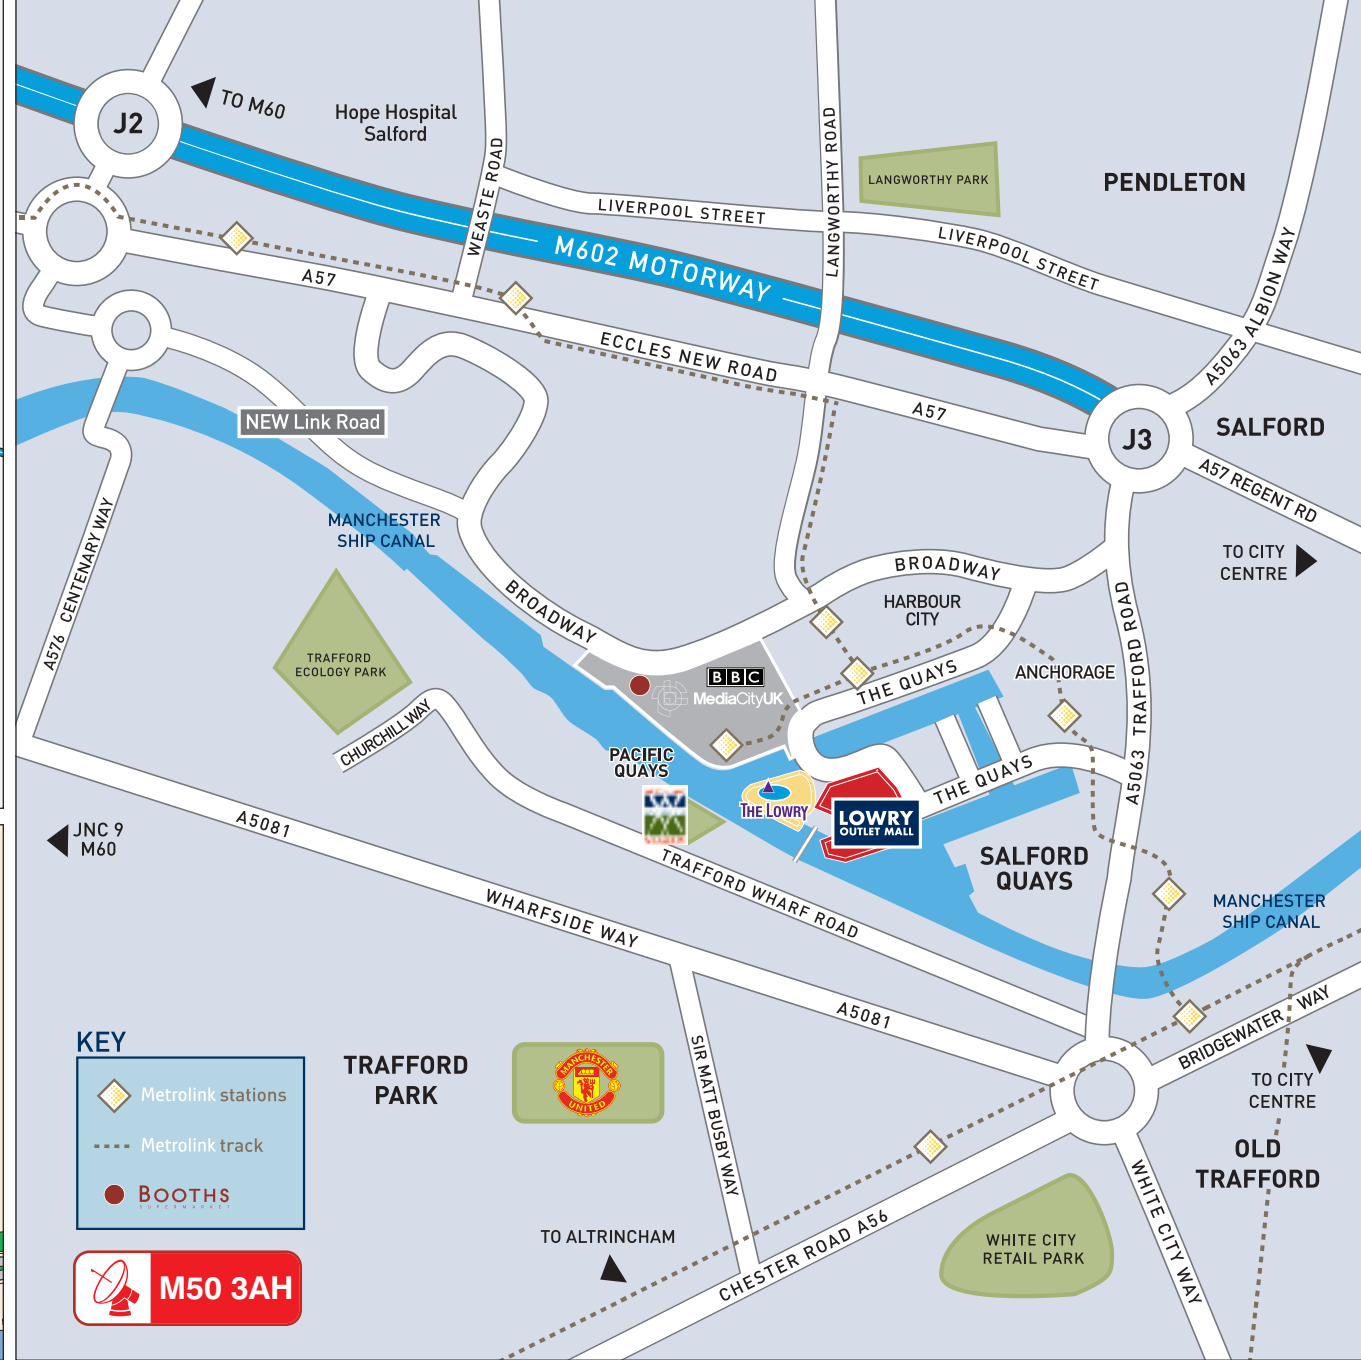 J2
TO M60
Hope Hospital
Salford
WEASTE ROAD
LANGWORTHY ROAD
LANGWORTHY PARK
PENDLETON
LIVERPOOL STREET
LIVERPOOL STREET
M602 MOTORWAY
A57
ECCLES NEW ROAD
A57
A5063 ALBION WAY
J3
SALFORD
A57 REGENT RD
TO CITY
CENTRE
NEW Link Road
MANCHESTER
SHIP CANAL
A576 CENTENARY WAY
BROADWAY
BROADWAY
HARBOUR
CITY
TRAFFORD
ECOLOGY PARK
BBC
MediaCityUK
THE QUAYS
ANCHORAGE
A5063 TRAFFORD ROAD
CHURCHILL WAY
PACIFIC
QUAYS
THE LOWRY
LOWRY
OUTLET MALL
THE QUAYS
SALFORD
QUAYS
JNC 9
M60
A5081
TRAFFORD WHARF ROAD
WHARFSIDE WAY
MANCHESTER
SHIP CANAL
A5081
BRIDGEWATER WAY
TO CITY
CENTRE
KEY
Metrolink stations
Metrolink track
BOOTHS
SUPERMARKET
M50 3AH
TRAFFORD
PARK
MANCHESTER
UNITED
SIR MATT BUSBY WAY
OLD
TRAFFORD
WHITE CITY WAY
TO ALTRINCHAM
CHESTER ROAD A56
WHITE CITY
RETAIL PARK